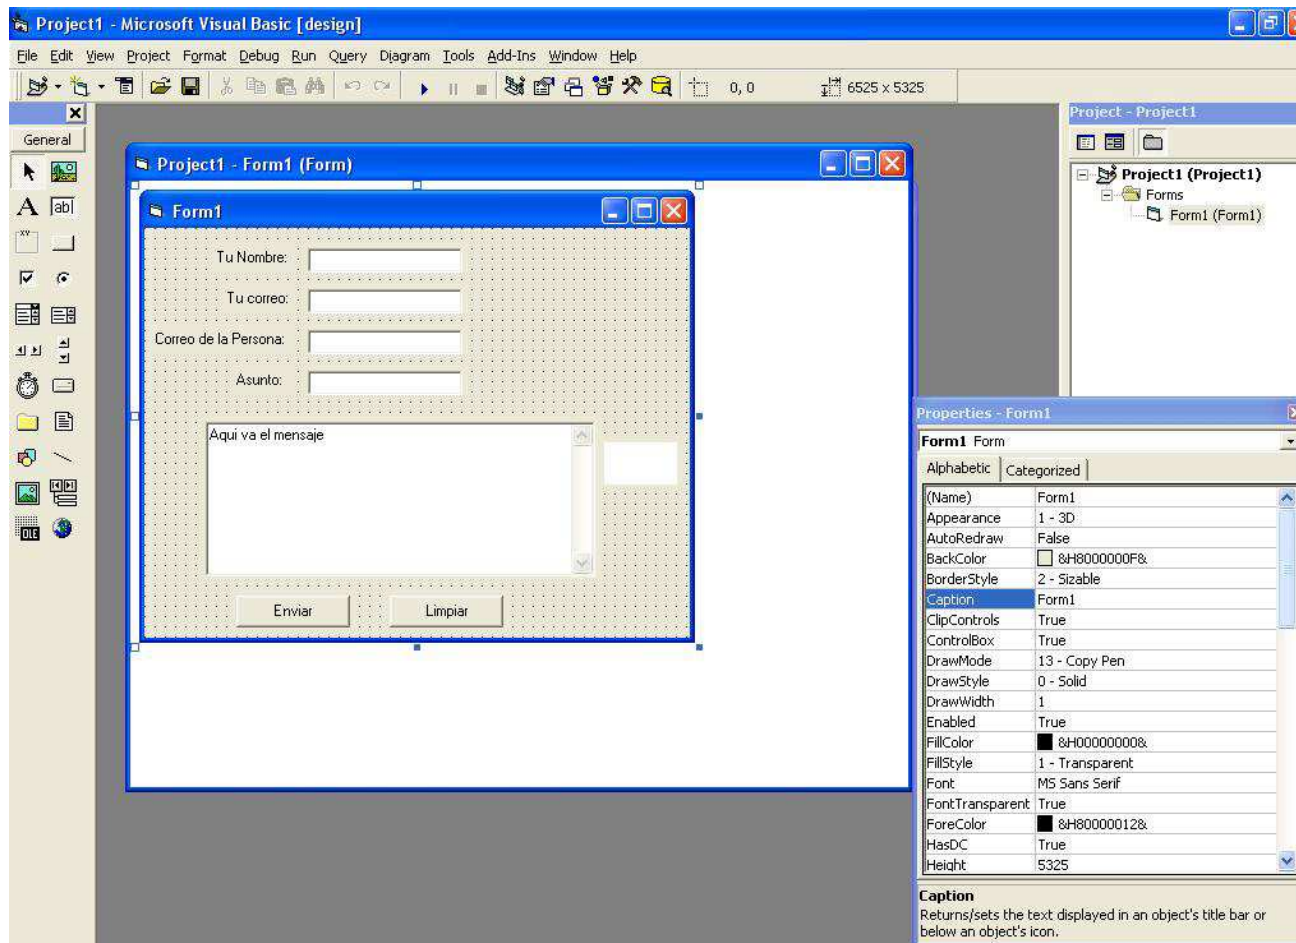 Project1 - Microsoft Visual Basic [design]
File Edit View Project Format Debug Run Query Diagram Tools Add-Ins Window Help
0, 0 6525 x 5325
General
A ab|
XY
OLE
Project1 - Form1 (Form)
Form1
Tu Nombre:
Tu correo:
Correo de la Persona:
Asunto:
Aqui va el mensaje
Enviar Limpiar
Project - Project1
Project1 (Project1)
Forms
Form1 (Form1)
Properties - Form1
Form1 Form
Alphabetic Categorized
(Name) Form1
Appearance 1 - 3D
AutoRedraw False
BackColor &H8000000F&
BorderStyle 2 - Sizable
Caption Form1
ClipControls True
ControlBox True
DrawMode 13 - Copy Pen
DrawStyle 0 - Solid
DrawWidth 1
Enabled True
FillColor &H00000000&
FillStyle 1 - Transparent
Font MS Sans Serif
FontTransparent True
ForeColor &H80000012&
HasDC True
Height 5325
Caption
Returns/sets the text displayed in an object's title bar or
below an object's icon.